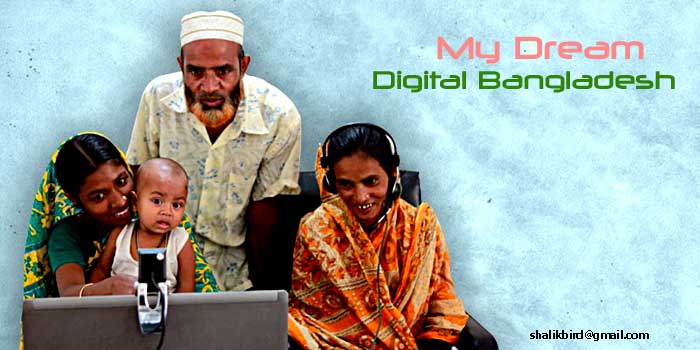 My Dream
Digital Bangladesh
shalikbird@gmail.com